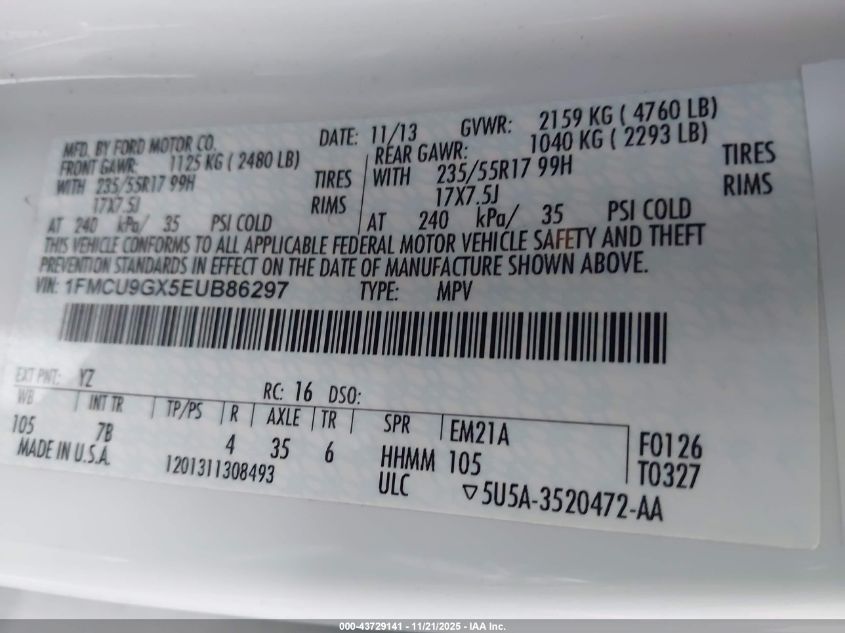 MFD. BY FORD MOTOR CO. DATE: 11/13 GVWR: 2159 KG ( 4760 LB)
FRONT GAWR: 1125 KG ( 2480 LB) REAR GAWR: 1040 KG ( 2293 LB)
WITH 235/55R17 99H TIRES WITH 235/55R17 99H TIRES
17X7.5J RIMS 17X7.5J RIMS
AT 240 kPa/ 35 PSI COLD AT 240 kPa/ 35 PSI COLD
THIS VEHICLE CONFORMS TO ALL APPLICABLE FEDERAL MOTOR VEHICLE SAFETY AND THEFT
PREVENTION STANDARDS IN EFFECT ON THE DATE OF MANUFACTURE SHOWN ABOVE.
VIN: 1FMCU9GX5EUB86297 TYPE: MPV
EXT PNT: YZ RC: 16 DSO:
WB INT TR TP/PS R AXLE TR SPR EM21A F0126
105 7B 4 35 6 HHMM 105 T0327
MADE IN U.S.A. 1201311308493 ULC ▽5U5A-3520472-AA
000-43729141 - 11/21/2025 - IAA Inc.